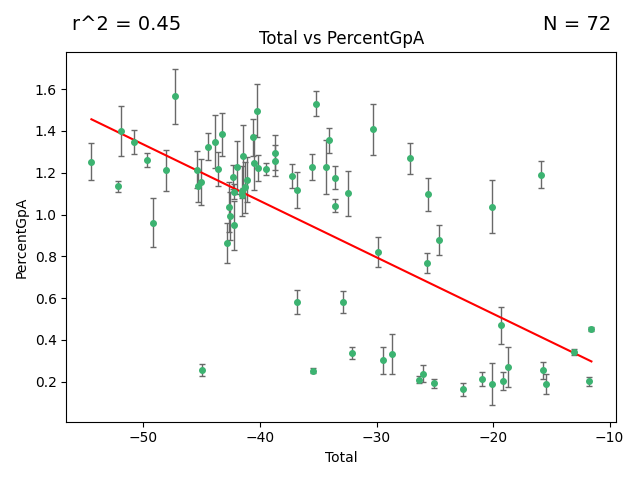 r^2 = 0.45
N = 72
Total vs PercentGpA
1.6
1.4
1.2
1.0
0.8
0.6
0.4
0.2
PercentGpA
−50
−40
−30
−20
−10
Total